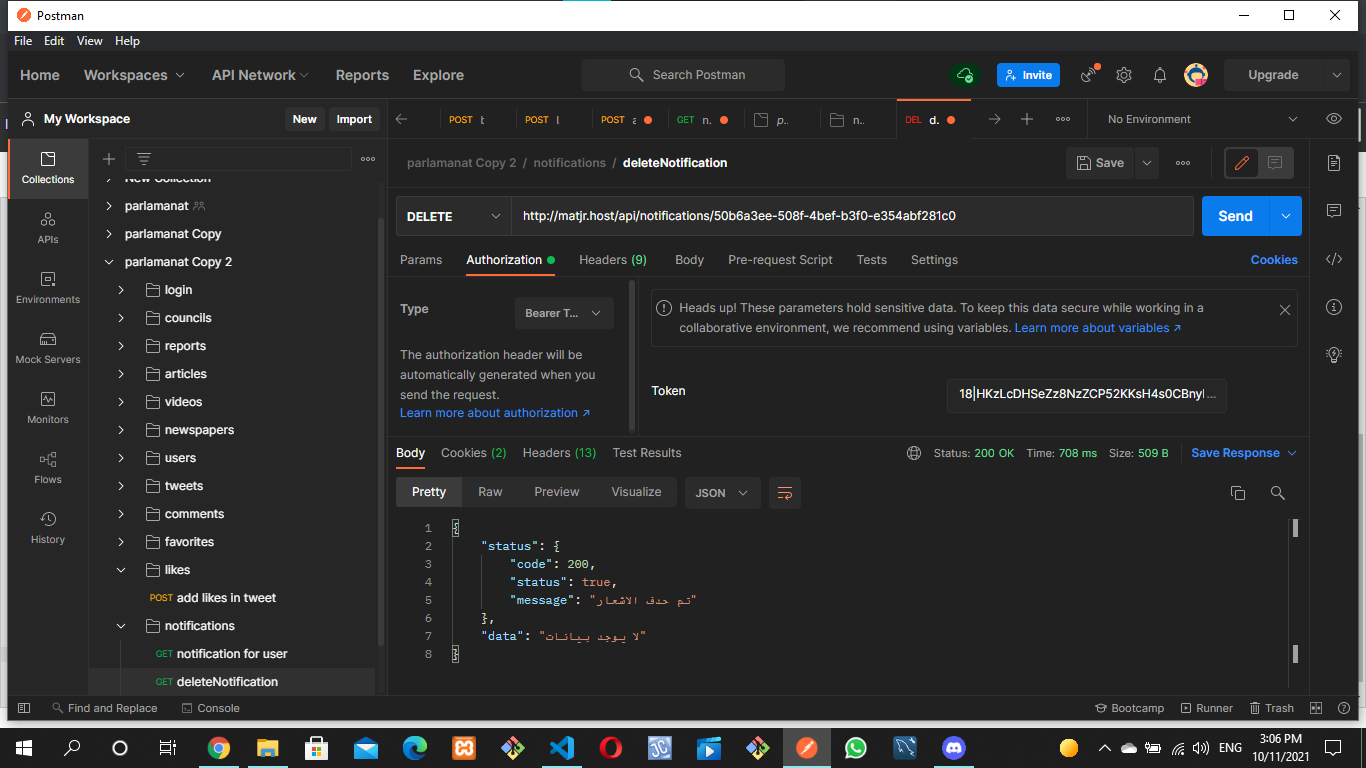 Postman
File Edit View Help
Home Workspaces API Network Reports Explore Search Postman Invite Upgrade
My Workspace New Import
POST POST POST GET n. p.. n.. DEL d. No Environment
Collections
APIs
Environments
Mock Servers
Monitors
Flows
History
New Collection
parlamanat
parlamanat Copy
parlamanat Copy 2
login
councils
reports
articles
videos
newspapers
users
tweets
comments
favorites
likes
POST add likes in tweet
notifications
GET notification for user
GET deleteNotification
parlamanat Copy 2 / notifications / deleteNotification Save
DELETE http://matjr.host/api/notifications/50b6a3ee-508f-4bef-b3f0-e354abf281c0 Send
Params Authorization Headers (9) Body Pre-request Script Tests Settings Cookies
Type Bearer T...
The authorization header will be
automatically generated when you
send the request.
Learn more about authorization ↗
Heads up! These parameters hold sensitive data. To keep this data secure while working in a
collaborative environment, we recommend using variables. Learn more about variables ↗
Token 18|HKzLcDHSeZz8NzZCP52KKsH4s0CBny...
Body Cookies (2) Headers (13) Test Results Status: 200 OK Time: 708 ms Size: 509 B Save Response
Pretty Raw Preview Visualize JSON
1 {
2 "status": {
3 "code": 200,
4 "status": true,
5 "message": "تم حدف الاشعار"
6 },
7 "data": "لا يوجد بيانات"
8 }
Find and Replace Console Bootcamp Runner Trash
ENG 3:06 PM
10/11/2021